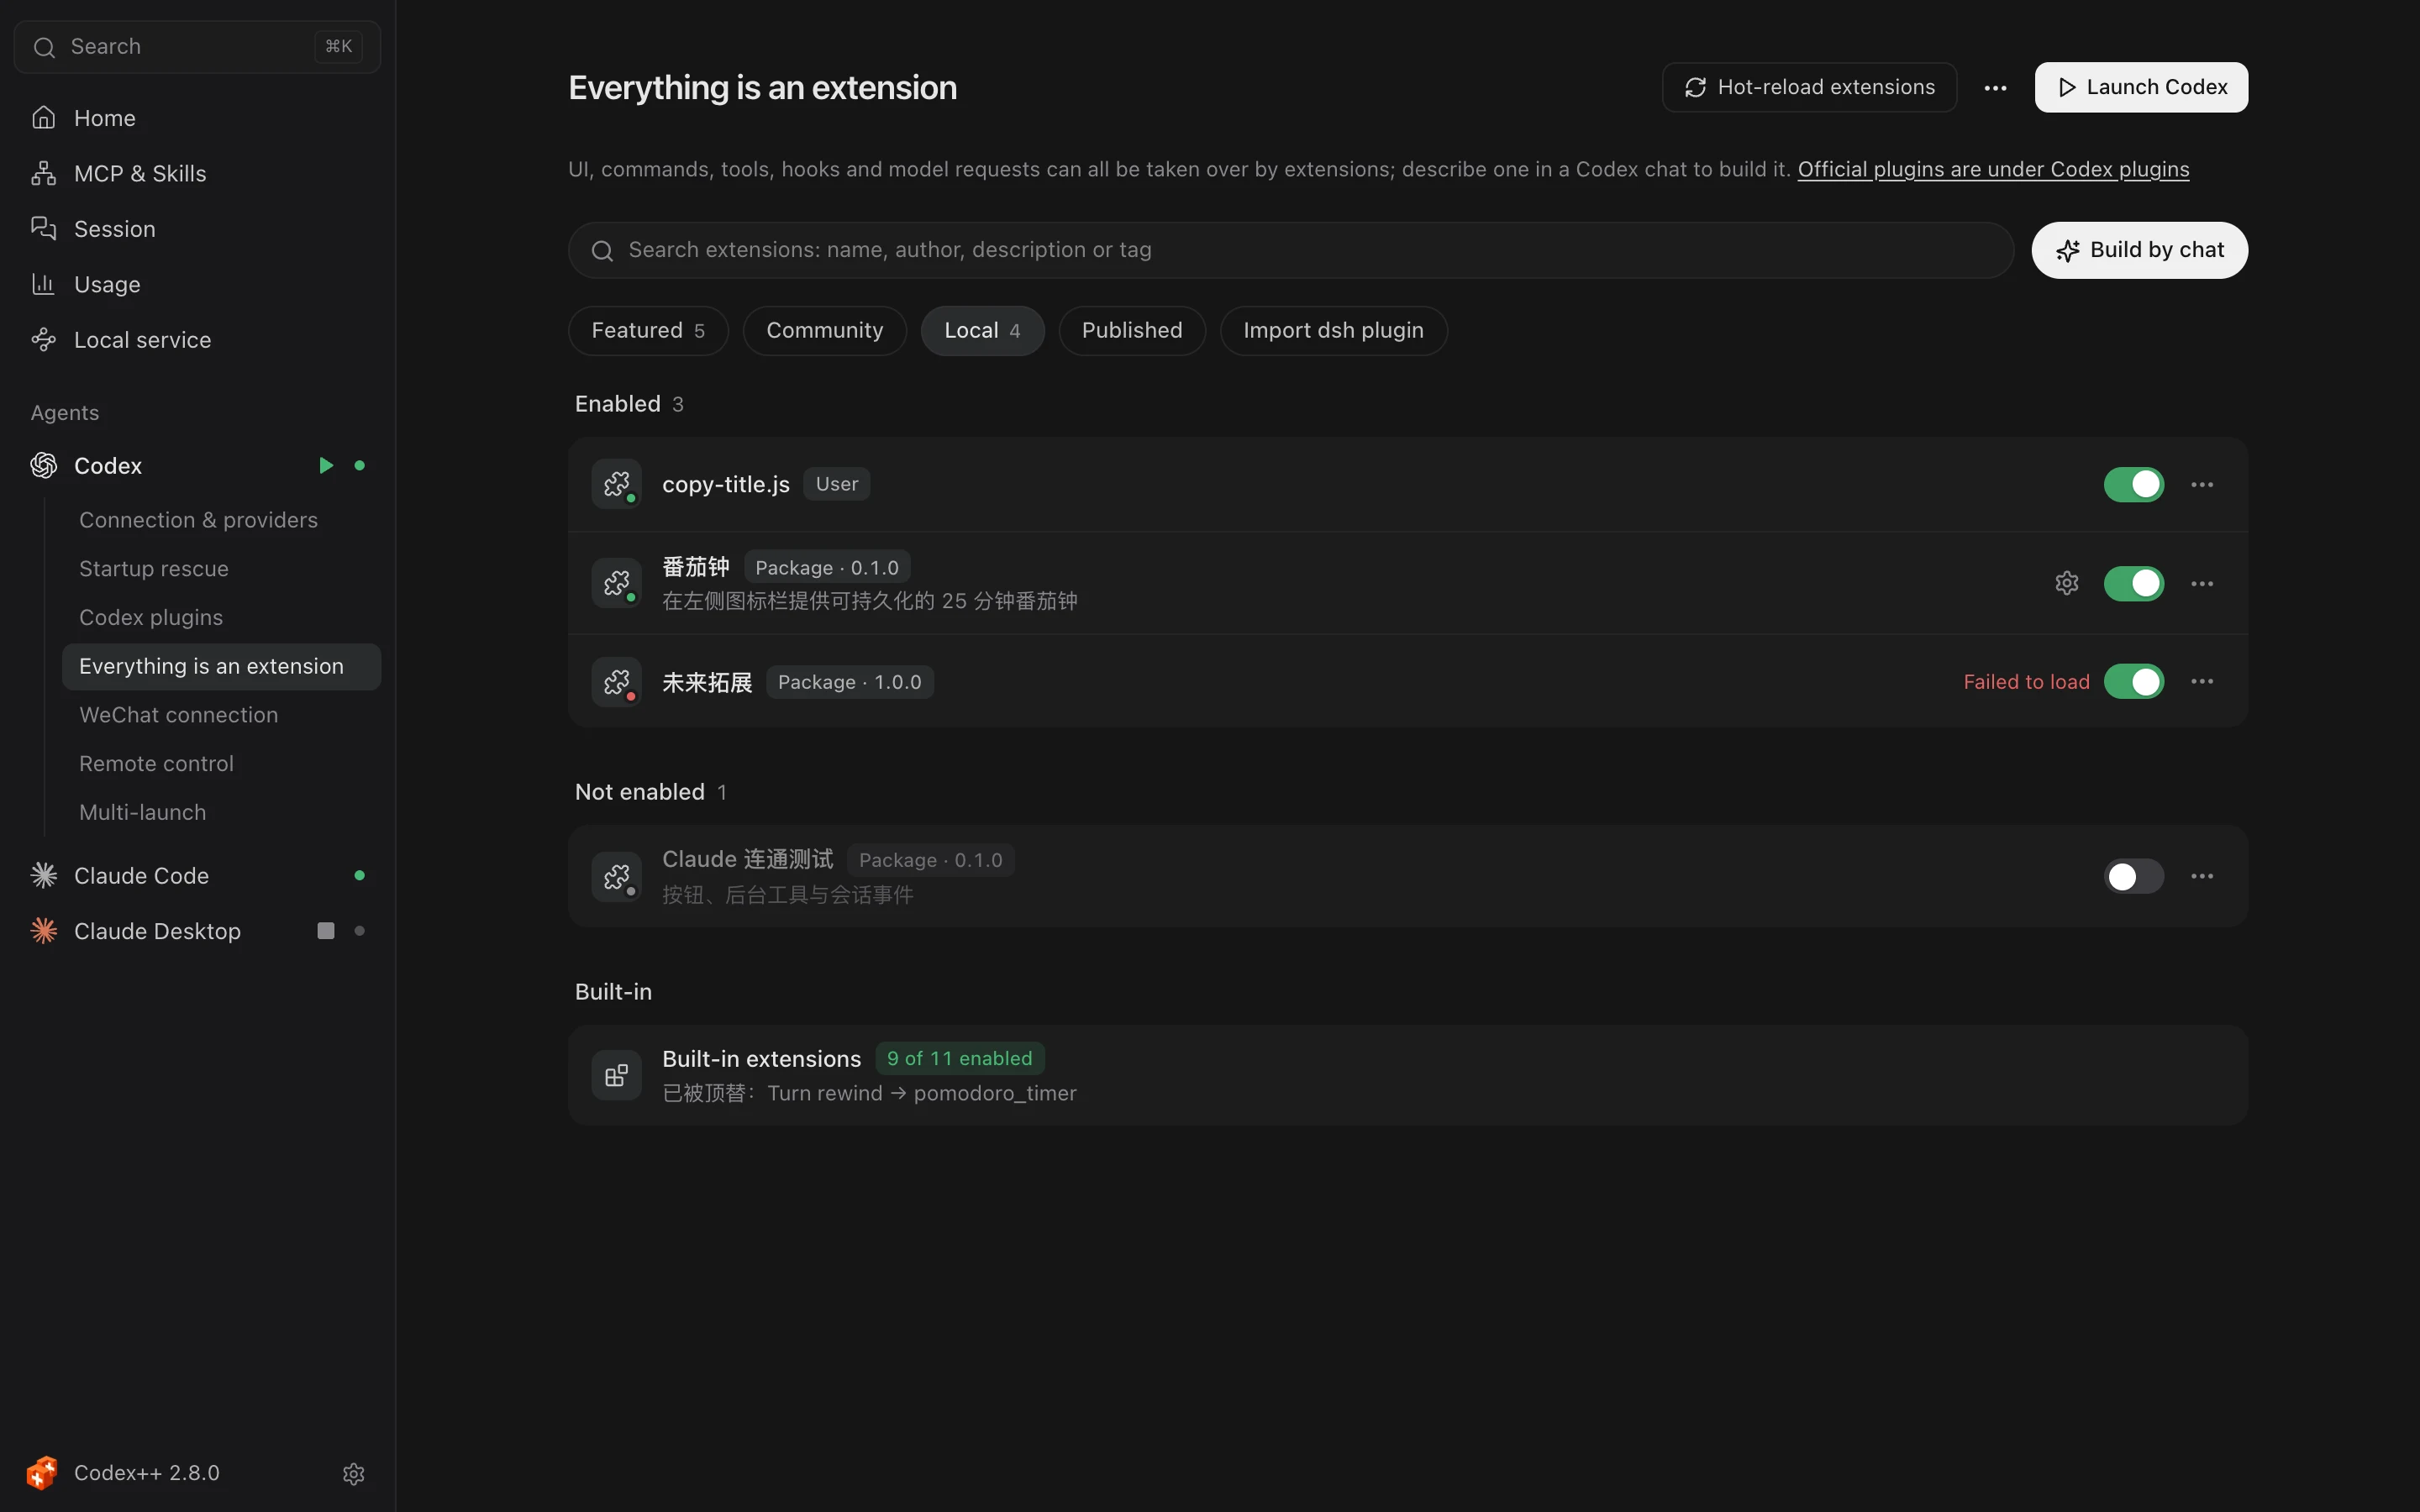 Search ⌘K
Home
MCP & Skills
Session
Usage
Local service
Agents
Codex
Connection & providers
Startup rescue
Codex plugins
Everything is an extension
WeChat connection
Remote control
Multi-launch
Claude Code
Claude Desktop
Codex++ 2.8.0
Everything is an extension
Hot-reload extensions
Launch Codex
UI, commands, tools, hooks and model requests can all be taken over by extensions; describe one in a Codex chat to build it. Official plugins are under Codex plugins
Search extensions: name, author, description or tag
Build by chat
Featured 5 Community Local 4 Published Import dsh plugin
Enabled 3
copy-title.js User
番茄钟 Package · 0.1.0
在左侧图标栏提供可持久化的 25 分钟番茄钟
未来拓展 Package · 1.0.0 Failed to load
Not enabled 1
Claude 连通测试 Package · 0.1.0
按钮、后台工具与会话事件
Built-in
Built-in extensions 9 of 11 enabled
已被顶替：Turn rewind → pomodoro_timer